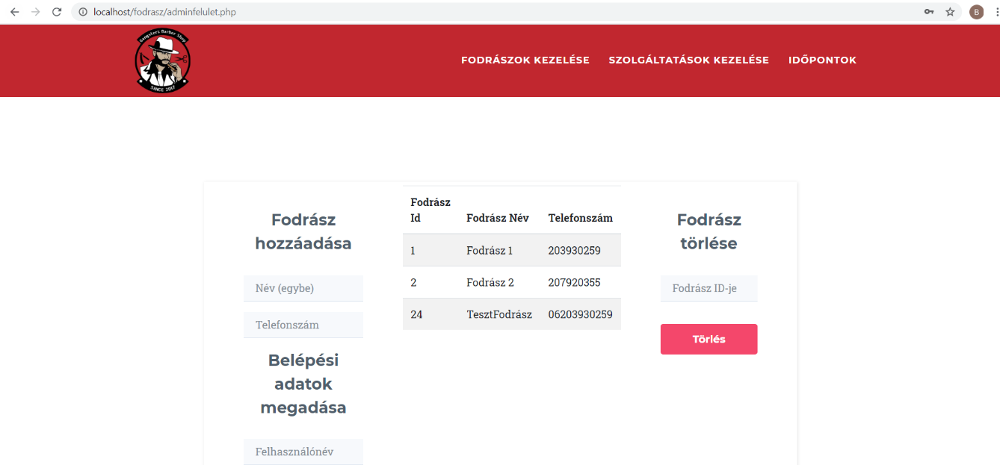 localhost/fodrasz/adminfelulet.php
B
Gangsters Barber Shop
SINCE 2017
FODRÁSZOK KEZELÉSE SZOLGÁLTATÁSOK KEZELÉSE IDŐPONTOK
Fodrász
hozzáadása
Név (egybe)
Telefonszám
Belépési
adatok
megadása
Felhasználónév
Fodrász
Id Fodrász Név Telefonszám
1 Fodrász 1 203930259
2 Fodrász 2 207920355
24 TesztFodrász 06203930259
Fodrász
törlése
Fodrász ID-je
Törlés